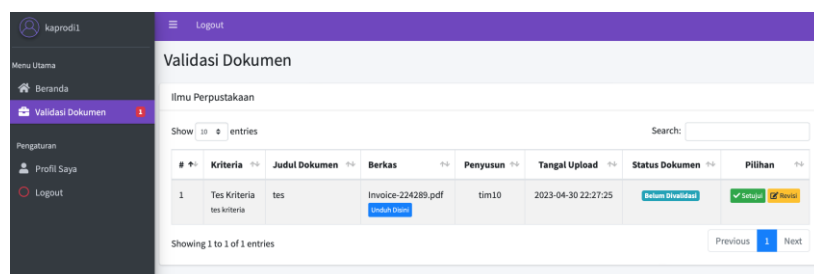 kaprodi1
Logout
Menu Utama
Beranda
Validasi Dokumen 1
Pengaturan
Profil Saya
Logout
Validasi Dokumen
Ilmu Perpustakaan
Show 10 entries
Search:
# Kriteria Judul Dokumen Berkas Penyusun Tangal Upload Status Dokumen Pilihan
1 Tes Kriteria tes Invoice-224289.pdf tim10 2023-04-30 22:27:25 Belum Divalidasi Setujui Revisi
tes kriteria Unduh Disini
Showing 1 to 1 of 1 entries
Previous 1 Next